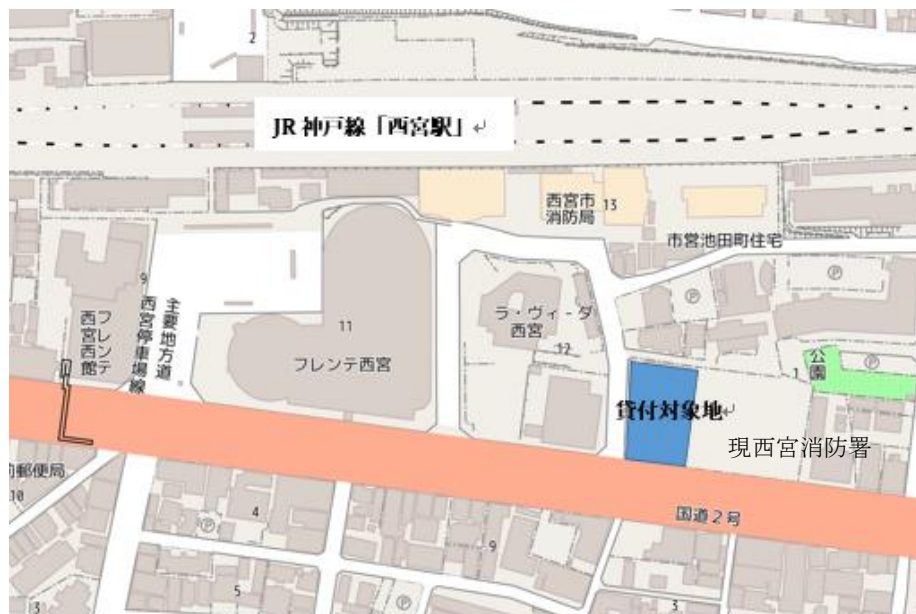 2
JR 神戸線「西宮駅」
西宮市
消防局
13
市営池田町住宅
9
主要地方道
西宮停車場線
フレンテ
西宮西館
11
フレンテ西宮
ラ・ヴィーダ
西宮
12
Ⓟ
Ⓟ
Ⓟ
公園
1
貸付対象地
現西宮消防署
国道2号
前郵便局
10
Ⓟ
4
9
5
3
Ⓟ
3